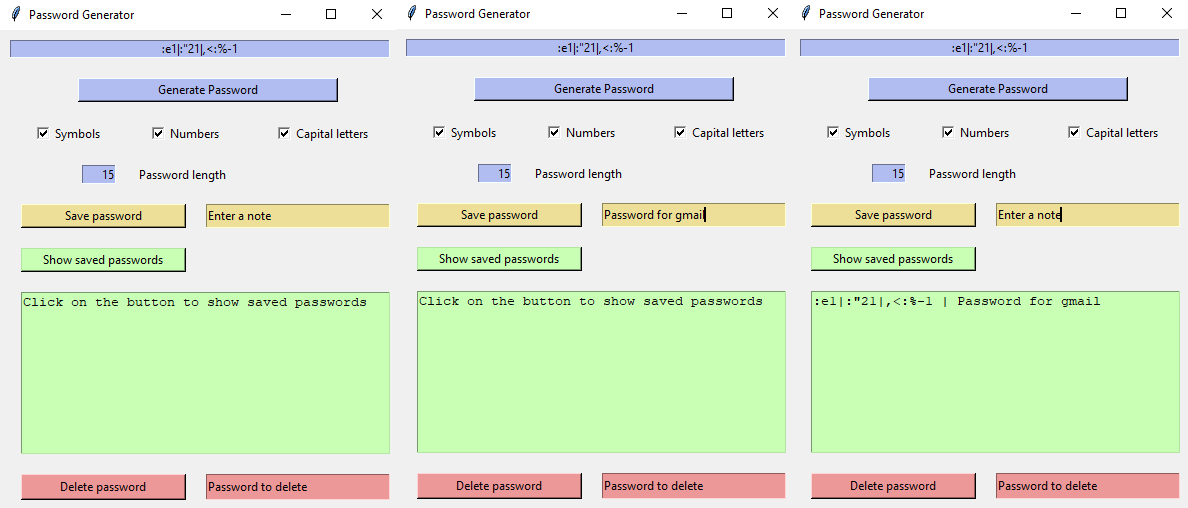 Password Generator
:e1|:"21|,<:%-1
Generate Password
Symbols Numbers Capital letters
15 Password length
Save password Enter a note
Show saved passwords
Click on the button to show saved passwords
Delete password Password to delete
Password Generator
:e1|:"21|,<:%-1
Generate Password
Symbols Numbers Capital letters
15 Password length
Save password Password for gmail
Show saved passwords
Click on the button to show saved passwords
Delete password Password to delete
Password Generator
:e1|:"21|,<:%-1
Generate Password
Symbols Numbers Capital letters
15 Password length
Save password Enter a note
Show saved passwords
:e1|:"21|,<:%-1 | Password for gmail
Delete password Password to delete